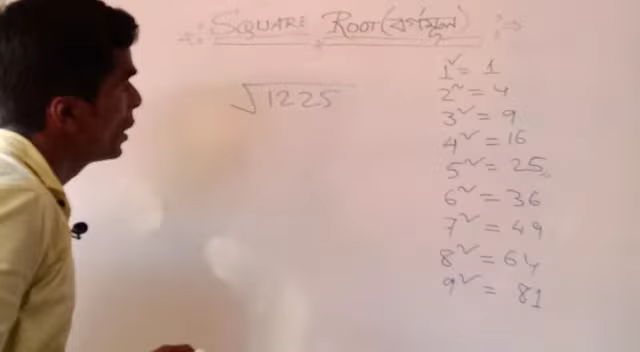 SQUARE ROOT (বর্গমূল) :⇒
√1225
1² = 1
2² = 4
3² = 9
4² = 16
5² = 25
6² = 36
7² = 49
8² = 64
9² = 81